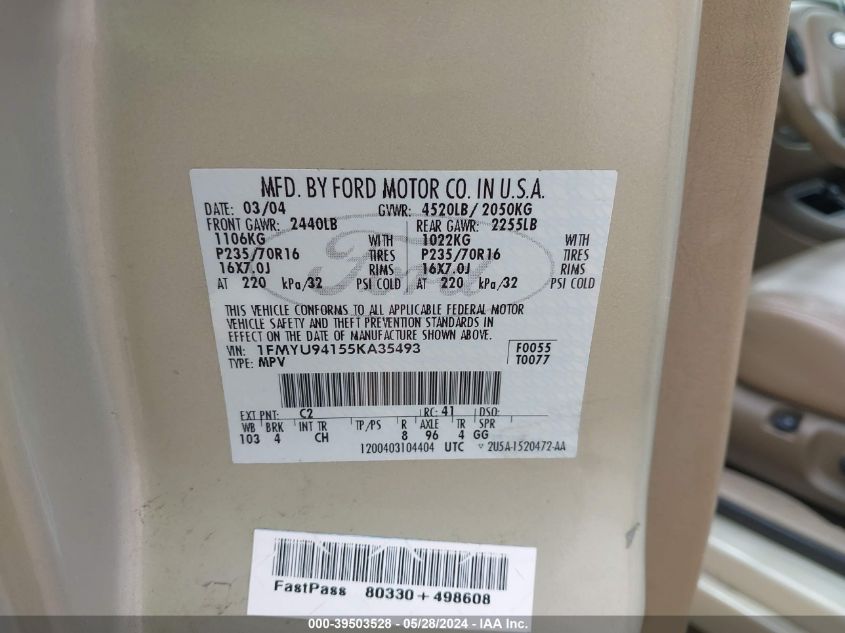 MFD. BY FORD MOTOR CO. IN U.S.A.
DATE: 03/04 GVWR: 4520LB/ 2050KG
FRONT GAWR: 2440LB REAR GAWR: 2255LB
1106KG WITH 1022KG WITH
P235/70R16 TIRES P235/70R16 TIRES
16X7.0J RIMS 16X7.0J RIMS
AT 220 kPa/32 PSI COLD AT 220 kPa/32 PSI COLD
Ford
THIS VEHICLE CONFORMS TO ALL APPLICABLE FEDERAL MOTOR
VEHICLE SAFETY AND THEFT PREVENTION STANDARDS IN
EFFECT ON THE DATE OF MANUFACTURE SHOWN ABOVE.
VIN: 1FMYU94155KA35493 F0055
TYPE: MPV T0077
EXT PNT: C2 RC: 41 DSO:
WB BRK INT TR TP/PS R AXLE TR SPR
103 4 CH 8 96 4 GG
1200403104404 UTC 2U5A-1520472-AA
FastPass 80330+498608
000-39503528 - 05/28/2024 - IAA Inc.